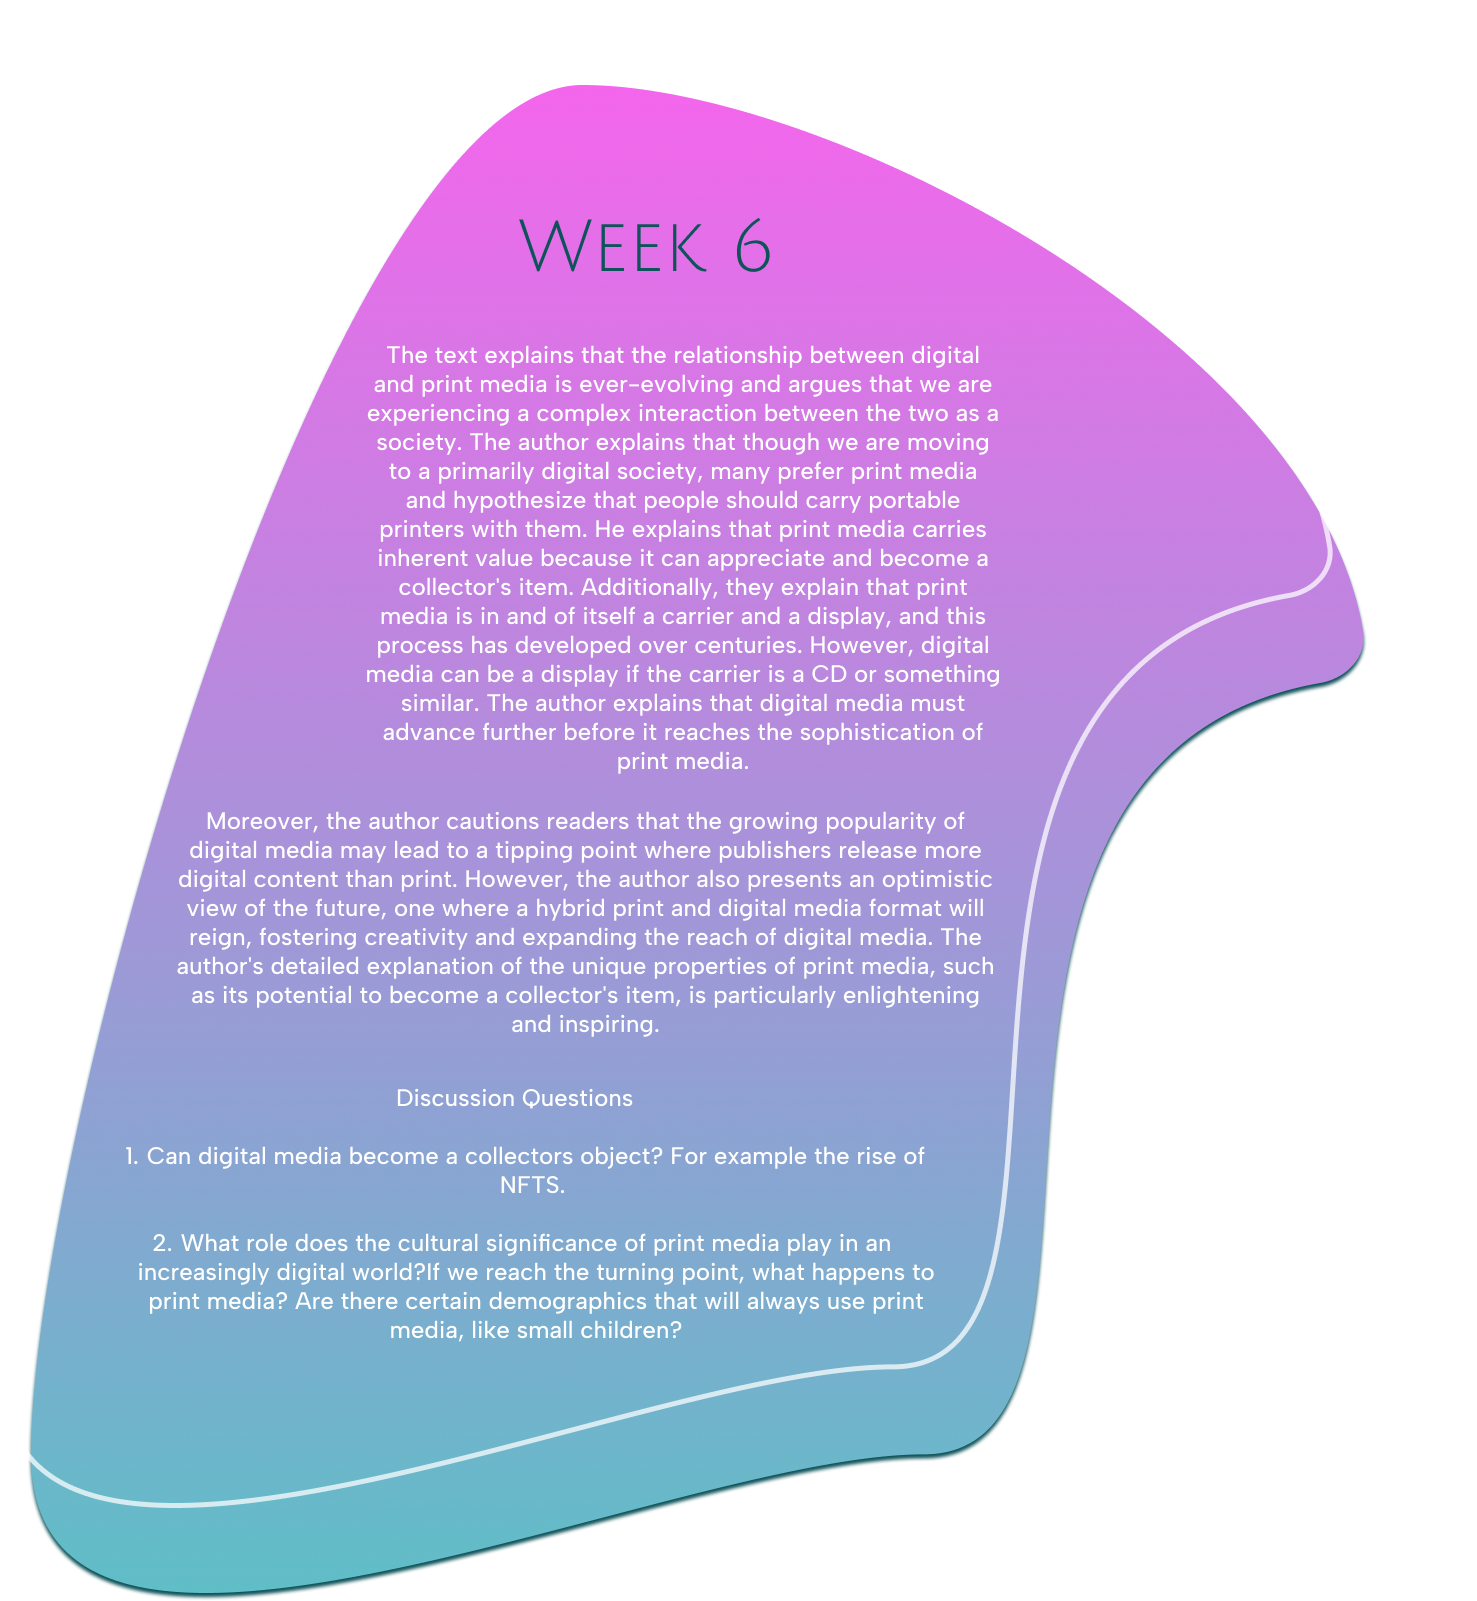 Week 6
The text explains that the relationship between digital
and print media is ever-evolving and argues that we are
experiencing a complex interaction between the two as a
society. The author explains that though we are moving
to a primarily digital society, many prefer print media
and hypothesize that people should carry portable
printers with them. He explains that print media carries
inherent value because it can appreciate and become a
collector's item. Additionally, they explain that print
media is in and of itself a carrier and a display, and this
process has developed over centuries. However, digital
media can be a display if the carrier is a CD or something
similar. The author explains that digital media must
advance further before it reaches the sophistication of
print media.
Moreover, the author cautions readers that the growing popularity of
digital media may lead to a tipping point where publishers release more
digital content than print. However, the author also presents an optimistic
view of the future, one where a hybrid print and digital media format will
reign, fostering creativity and expanding the reach of digital media. The
author's detailed explanation of the unique properties of print media, such
as its potential to become a collector's item, is particularly enlightening
and inspiring.
Discussion Questions
1. Can digital media become a collectors object? For example the rise of
NFTS.
2. What role does the cultural significance of print media play in an
increasingly digital world?If we reach the turning point, what happens to
print media? Are there certain demographics that will always use print
media, like small children?